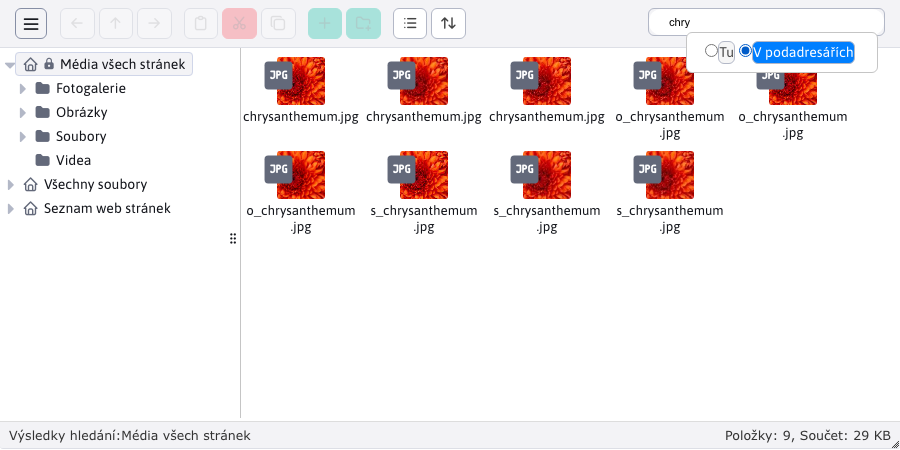 chry
Tu V podadresářích
Média všech stránek
Fotogalerie
Obrázky
Soubory
Videa
Všechny soubory
Seznam web stránek
JPG JPG JPG JPG JPG
chrysanthemum.jpg chrysanthemum.jpg chrysanthemum.jpg o_chrysanthemum o_chrysanthemum
.jpg .jpg
JPG JPG JPG JPG
o_chrysanthemum s_chrysanthemum s_chrysanthemum s_chrysanthemum
.jpg .jpg .jpg .jpg
Výsledky hledání:Média všech stránek Položky: 9, Součet: 29 KB